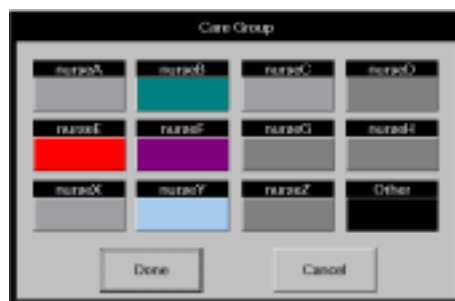 Care Group
nurseA nurseB nurseC nurseD
nurseE nurseF nurseG nurseH
nurseX nurseY nurseZ Other
Done Cancel